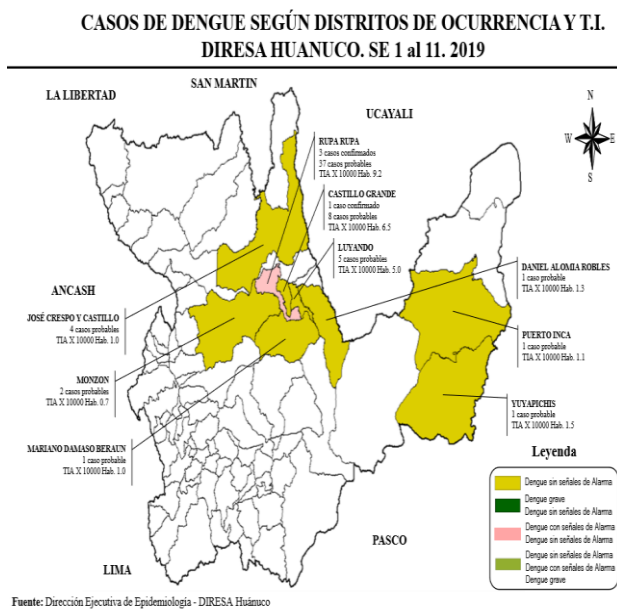 CASOS DE DENGUE SEGÚN DISTRITOS DE OCURRENCIA Y T.I.
DIRESA HUANUCO. SE 1 al 11. 2019
SAN MARTIN
LA LIBERTAD
UCAYALI
N
W
E
S
RUPA RUPA
3 casos confirmados
37 casos probables
TIA X 10000 Hab. 9.2
CASTILLO GRANDE
1 caso confirmado
8 casos probables
TIA X 10000 Hab. 6.5
LUYANDO
5 casos probables
TIA X 10000 Hab. 5.0
DANIEL ALOMIA ROBLES
1 caso probable
TIA X 10000 Hab. 1.5
ANCASH
JOSÉ CRESPO Y CASTILLO
4 casos probables
TIA X 10000 Hab. 1.0
PUERTO INCA
1 caso probable
TIA X 10000 Hab. 1.1
MONZON
2 casos probables
TIA X 10000 Hab. 0.7
YUYAPICHIS
1 caso probable
TIA X 10000 Hab. 1.5
MARIANO DAMASO BERAUN
1 caso probable
TIA X 10000 Hab. 1.0
Leyenda
Dengue sin señales de Alarma
Dengue grave
Dengue sin señales de Alarma
Dengue con señales de Alarma
Dengue sin señales de Alarma
Dengue sin señales de Alarma
Dengue con señales de Alarma
Dengue grave
PASCO
LIMA
Fuente: Dirección Ejecutiva de Epidemiología - DIRESA Huánuco